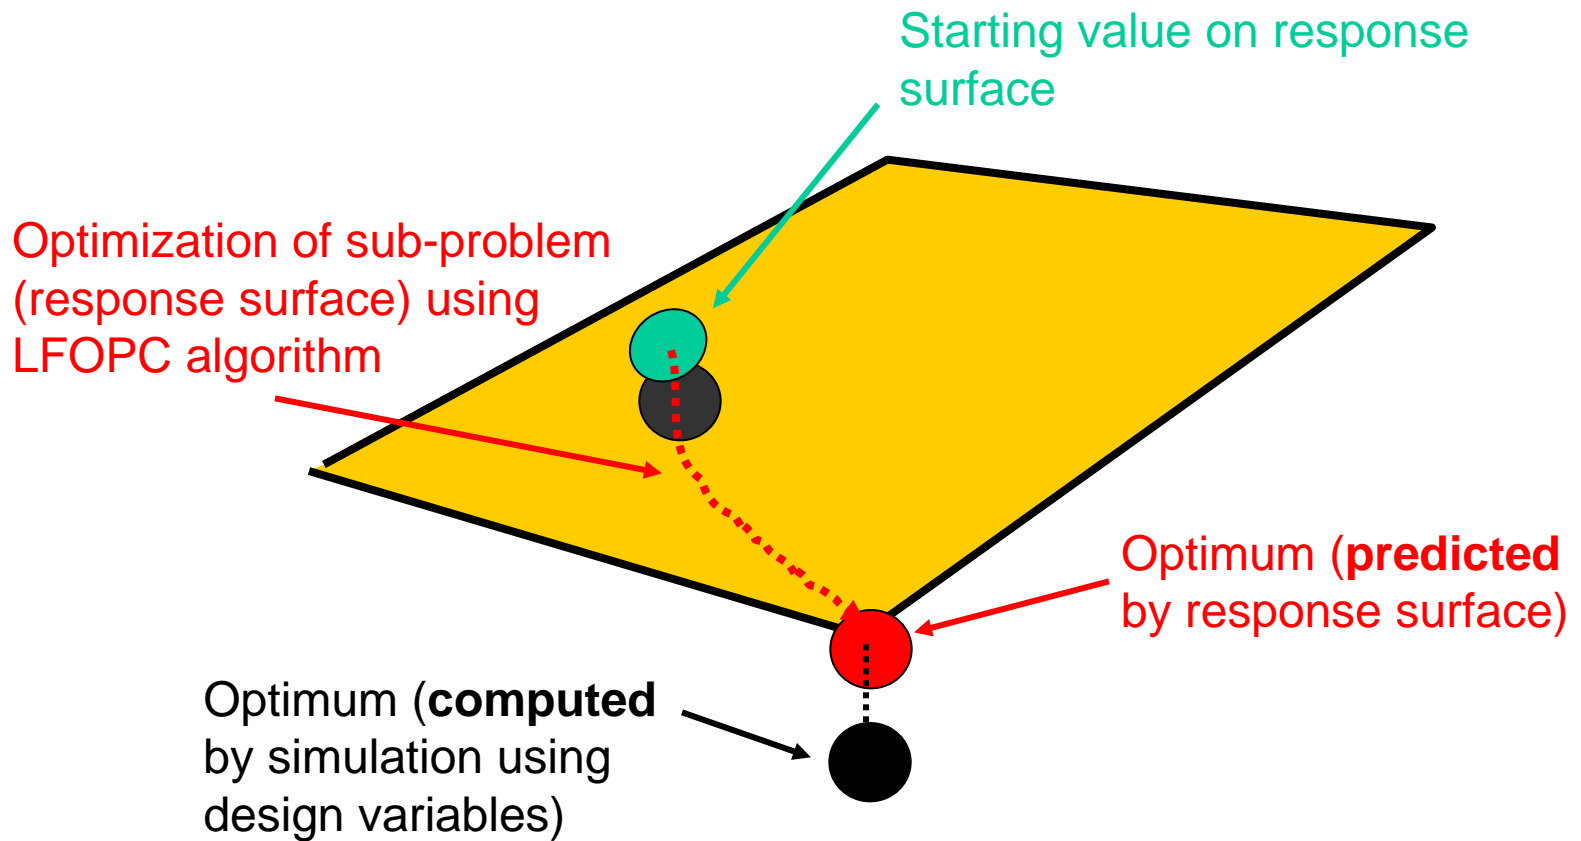 Starting value on response
surface
Optimization of sub-problem
(response surface) using
LFOPC algorithm
Optimum (predicted
by response surface)
Optimum (computed
by simulation using
design variables)